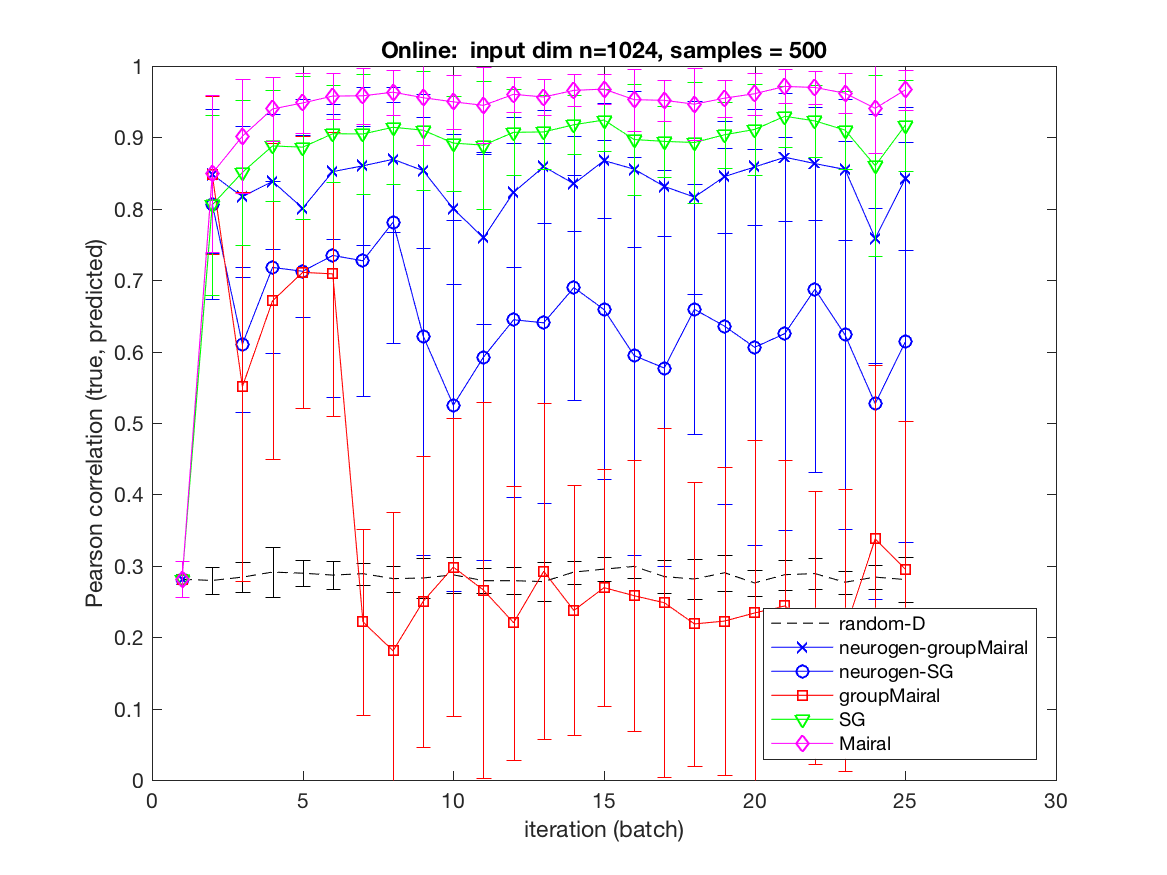 Online:  input dim n=1024, samples = 500
Pearson correlation (true, predicted)
1
0.9
0.8
0.7
0.6
0.5
0.4
0.3
0.2
0.1
0
0 5 10 15 20 25 30
iteration (batch)
random-D
neurogen-groupMairal
neurogen-SG
groupMairal
SG
Mairal